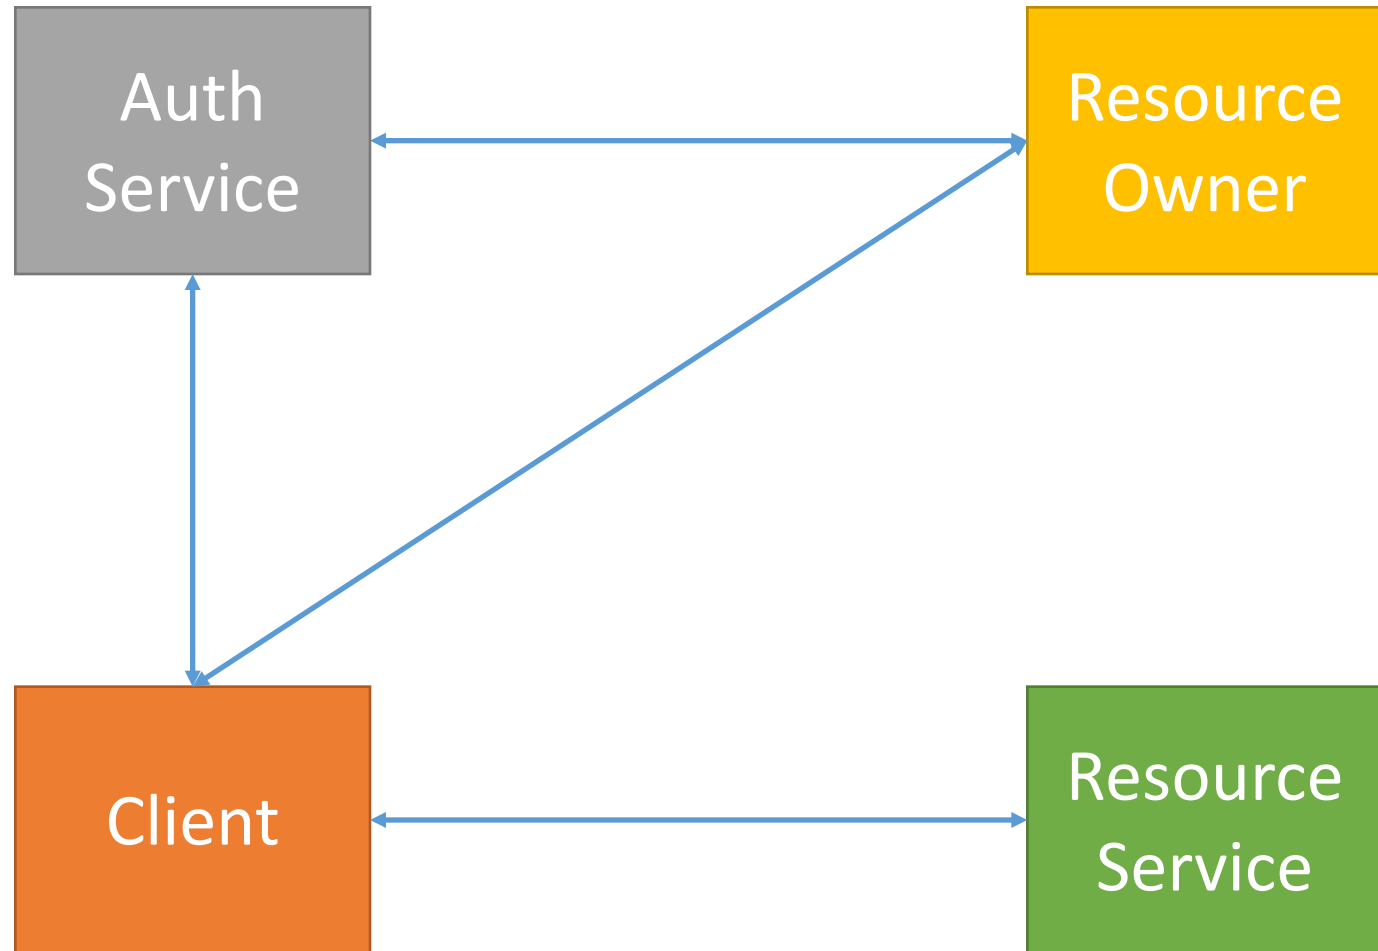 Auth
Service
Resource
Owner
Client
Resource
Service